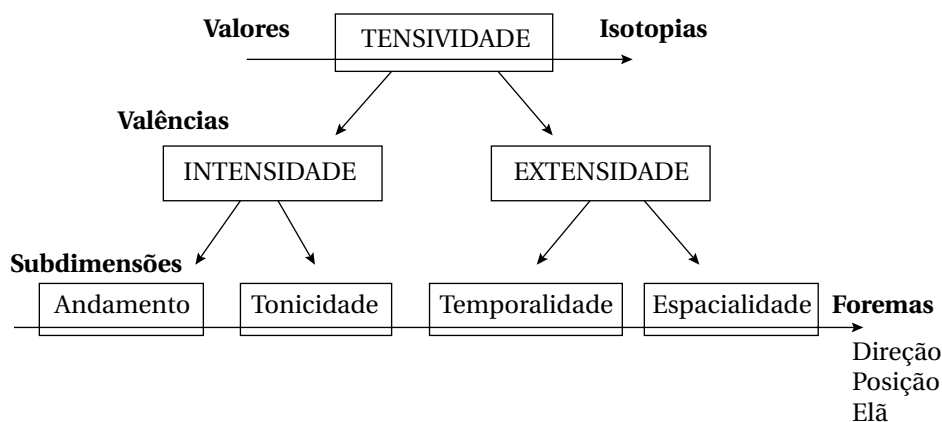 Valores TENSIVIDADE Isotopias
Valências
INTENSIDADE EXTENSIDADE
Subdimensões
Andamento Tonicidade Temporalidade Espacialidade Foremas
Direção
Posição
Elã